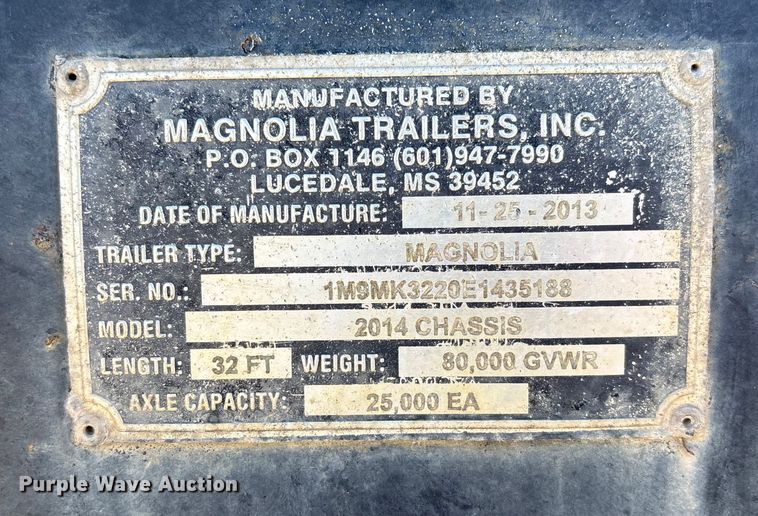 MANUFACTURED BY
MAGNOLIA TRAILERS, INC.
P.O. BOX 1146 (601)947-7990
LUCEDALE, MS 39452
DATE OF MANUFACTURE: 11-25-2013
TRAILER TYPE: MAGNOLIA
SER. NO.: 1M9MK3220E1435188
MODEL: 2014 CHASSIS
LENGTH: 32 FT WEIGHT: 80,000 GVWR
AXLE CAPACITY: 25,000 EA
Purple Wave Auction